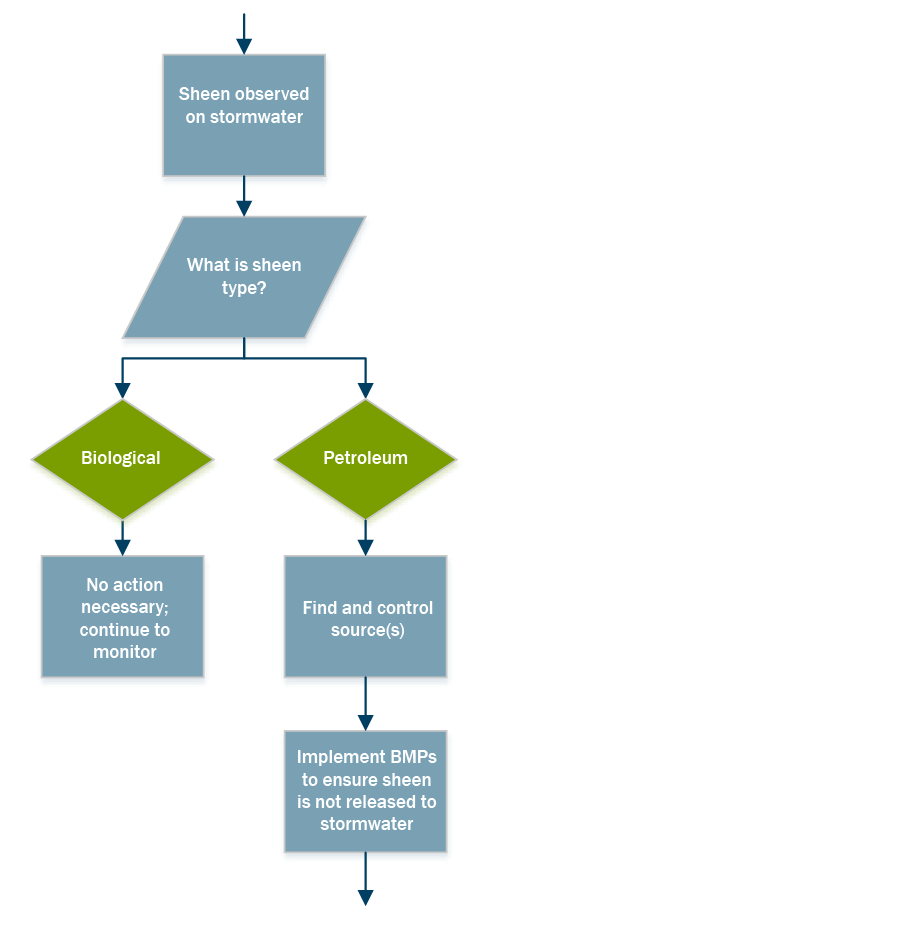 Sheen observed
on stormwater
What is sheen
type?
Biological
Petroleum
No action
necessary;
continue to
monitor
Find and control
source(s)
Implement BMPs
to ensure sheen
is not released to
stormwater